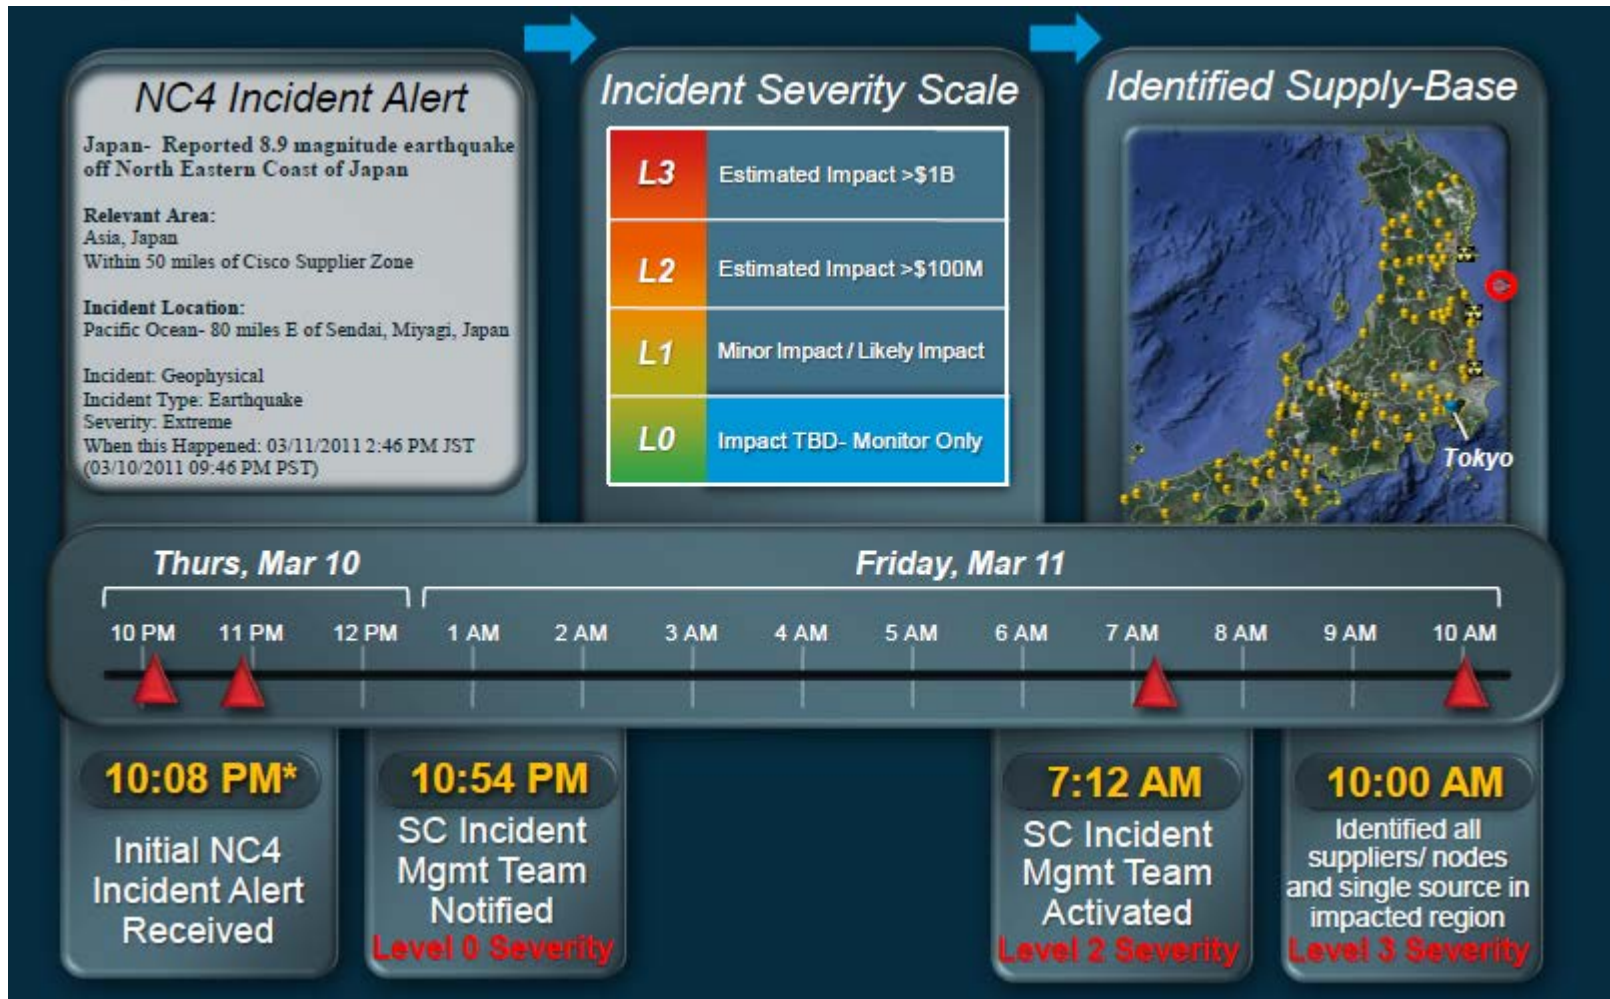 NC4 Incident Alert
Japan- Reported 8.9 magnitude earthquake
off North Eastern Coast of Japan
Relevant Area:
Asia, Japan
Within 50 miles of Cisco Supplier Zone
Incident Location:
Pacific Ocean- 80 miles E of Sendai, Miyagi, Japan
Incident: Geophysical
Incident Type: Earthquake
Severity: Extreme
When this Happened: 03/11/2011 2:46 PM JST
(03/10/2011 09:46 PM PST)
Incident Severity Scale
L3 Estimated Impact >$1B
L2 Estimated Impact >$100M
L1 Minor Impact / Likely Impact
L0 Impact TBD- Monitor Only
Identified Supply-Base
Tokyo
Thurs, Mar 10
Friday, Mar 11
10 PM 11 PM 12 PM 1 AM 2 AM 3 AM 4 AM 5 AM 6 AM 7 AM 8 AM 9 AM 10 AM
10:08 PM*
Initial NC4
Incident Alert
Received
10:54 PM
SC Incident
Mgmt Team
Notified
Level 0 Severity
7:12 AM
SC Incident
Mgmt Team
Activated
Level 2 Severity
10:00 AM
Identified all
suppliers/ nodes
and single source in
impacted region
Level 3 Severity